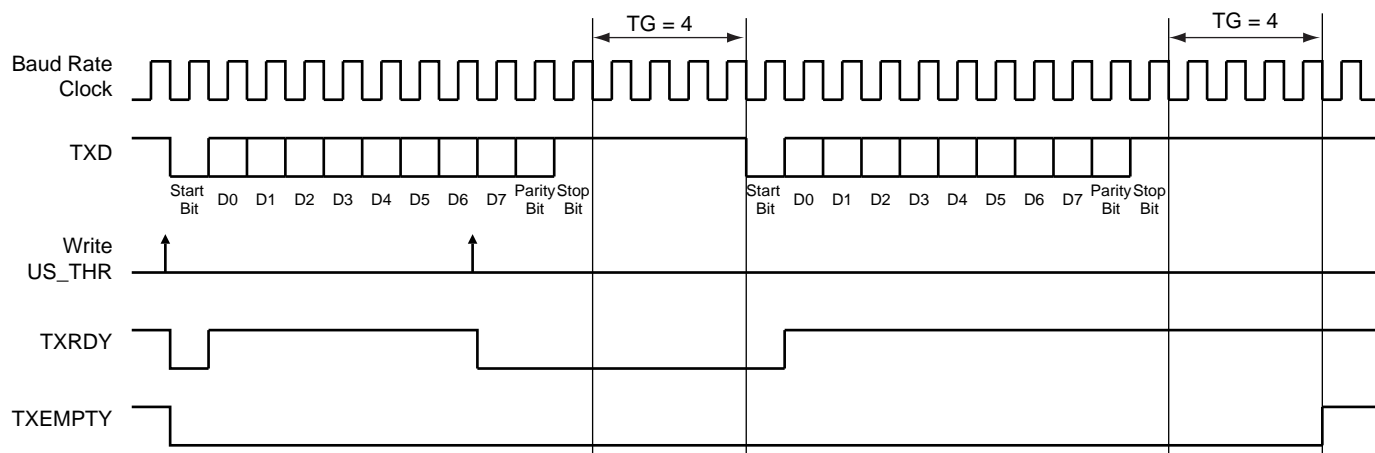 TG = 4
TG = 4
Baud Rate
Clock
TXD
Start
Bit
D0
D1
D2
D3
D4
D5
D6
D7
Parity
Bit
Stop
Bit
Start
Bit
D0
D1
D2
D3
D4
D5
D6
D7
Parity
Bit
Stop
Bit
Write
US_THR
TXRDY
TXEMPTY